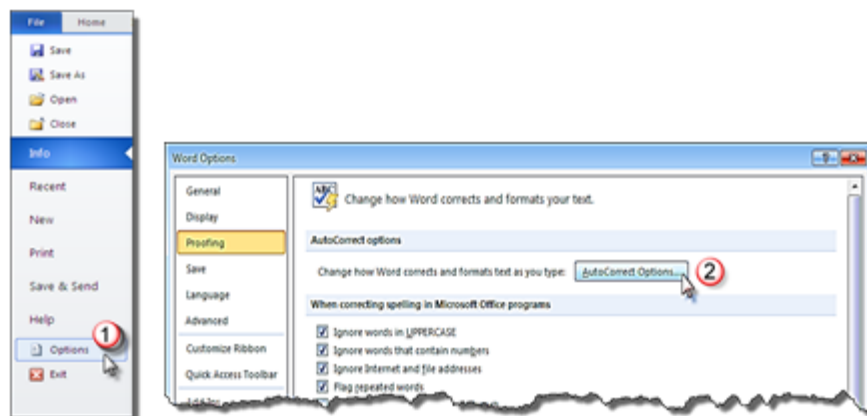 File Home
Save
Save As
Open
Close
Info
Recent
New
Print
Save & Send
Help
1
Options
Exit
Word Options
General
Display
Proofing
Save
Language
Advanced
Customize Ribbon
Quick Access Toolbar
ABC
Change how Word corrects and formats your text.
AutoCorrect options
Change how Word corrects and formats text as you type: AutoCorrect Options... 2
When correcting spelling in Microsoft Office programs
Ignore words in UPPERCASE
Ignore words that contain numbers
Ignore Internet and file addresses
Flag repeated words